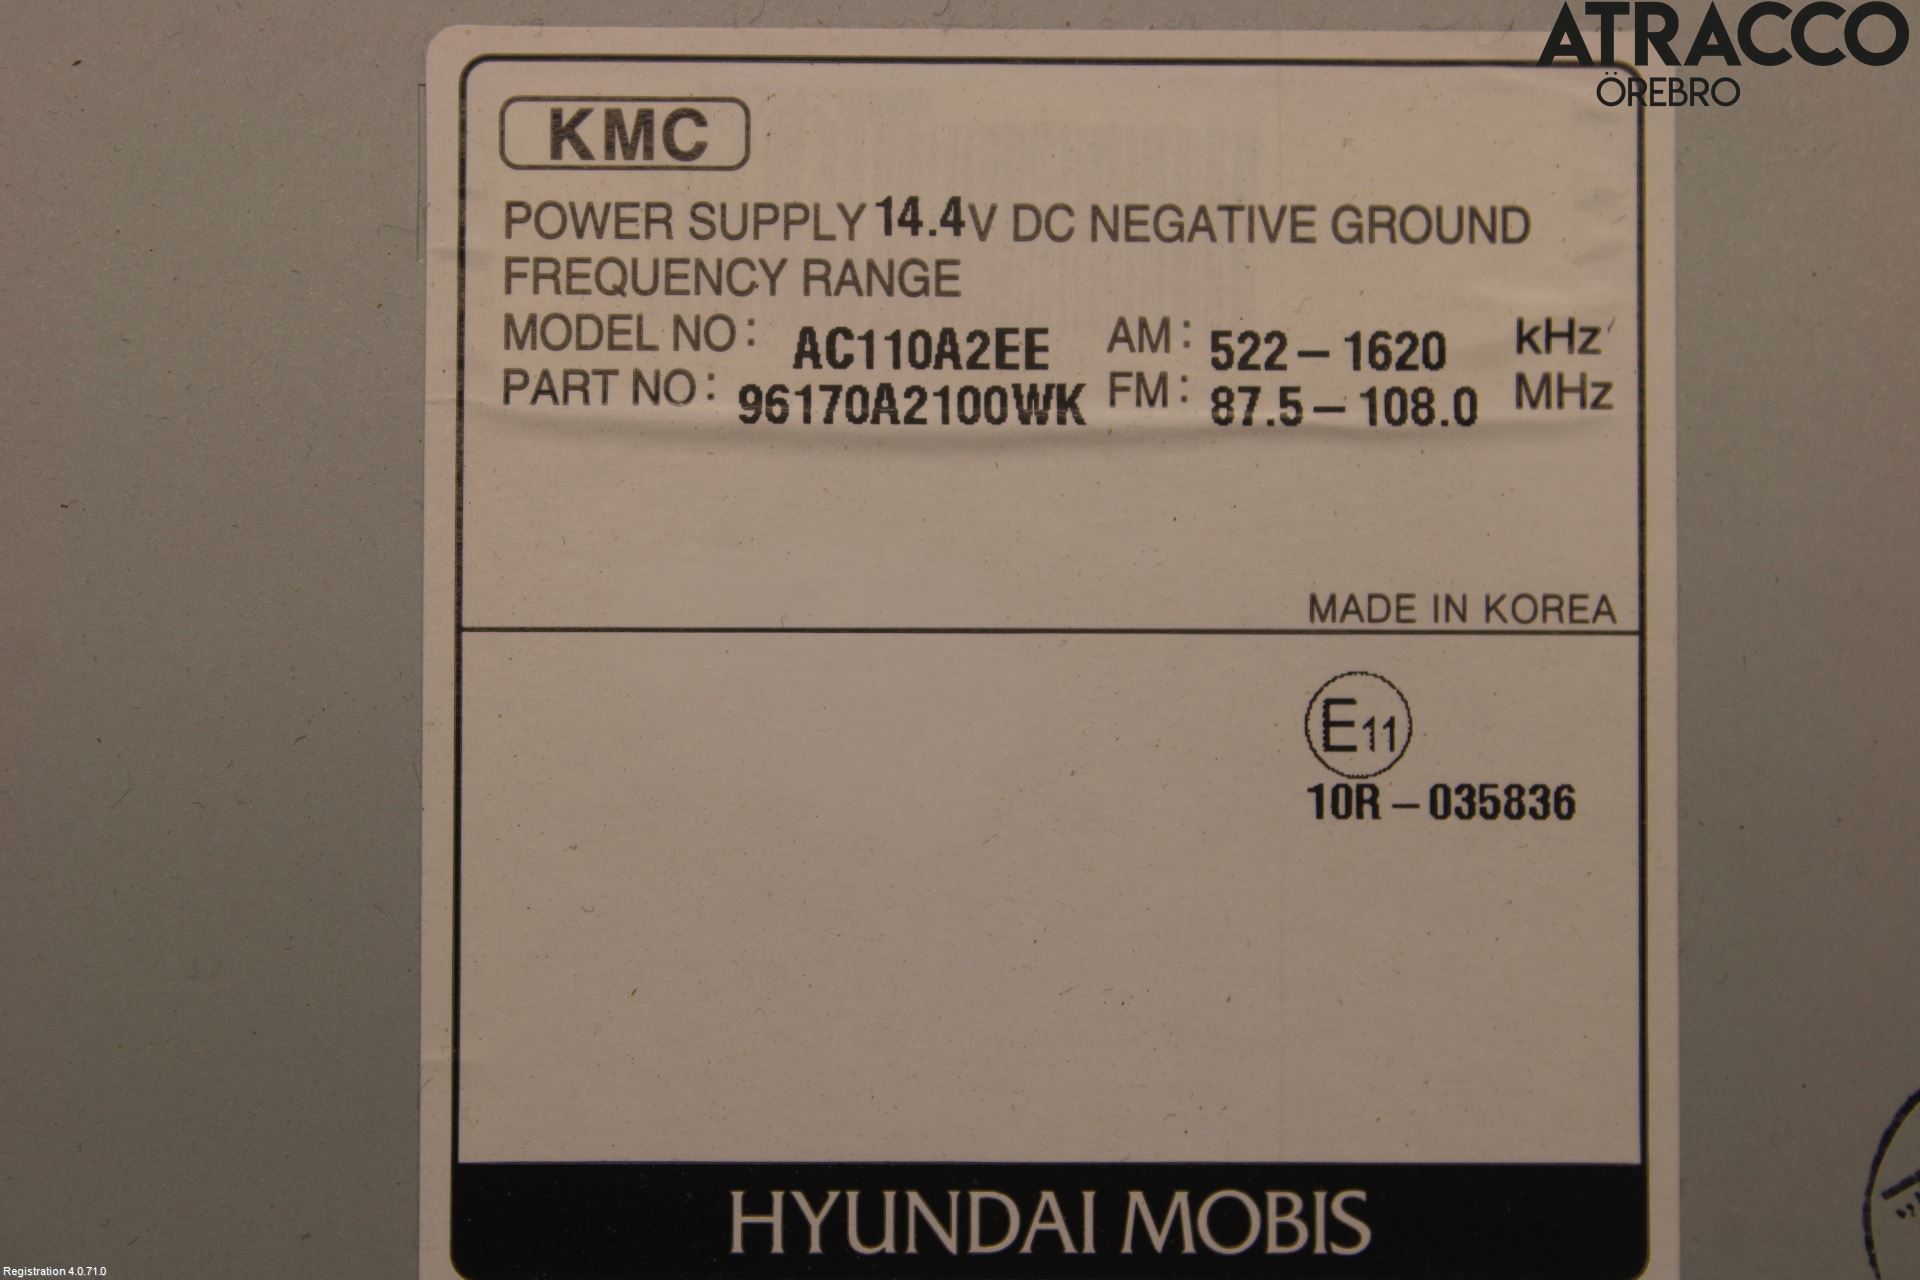 ATRACCO
ÖREBRO
KMC
POWER SUPPLY 14.4V DC NEGATIVE GROUND
FREQUENCY RANGE
MODEL NO: AC110A2EE AM: 522-1620 kHz
PART NO: 96170A2100WK FM: 87.5-108.0 MHz
MADE IN KOREA
E11
10R-035836
HYUNDAI MOBIS
Registration 4.0.71.0